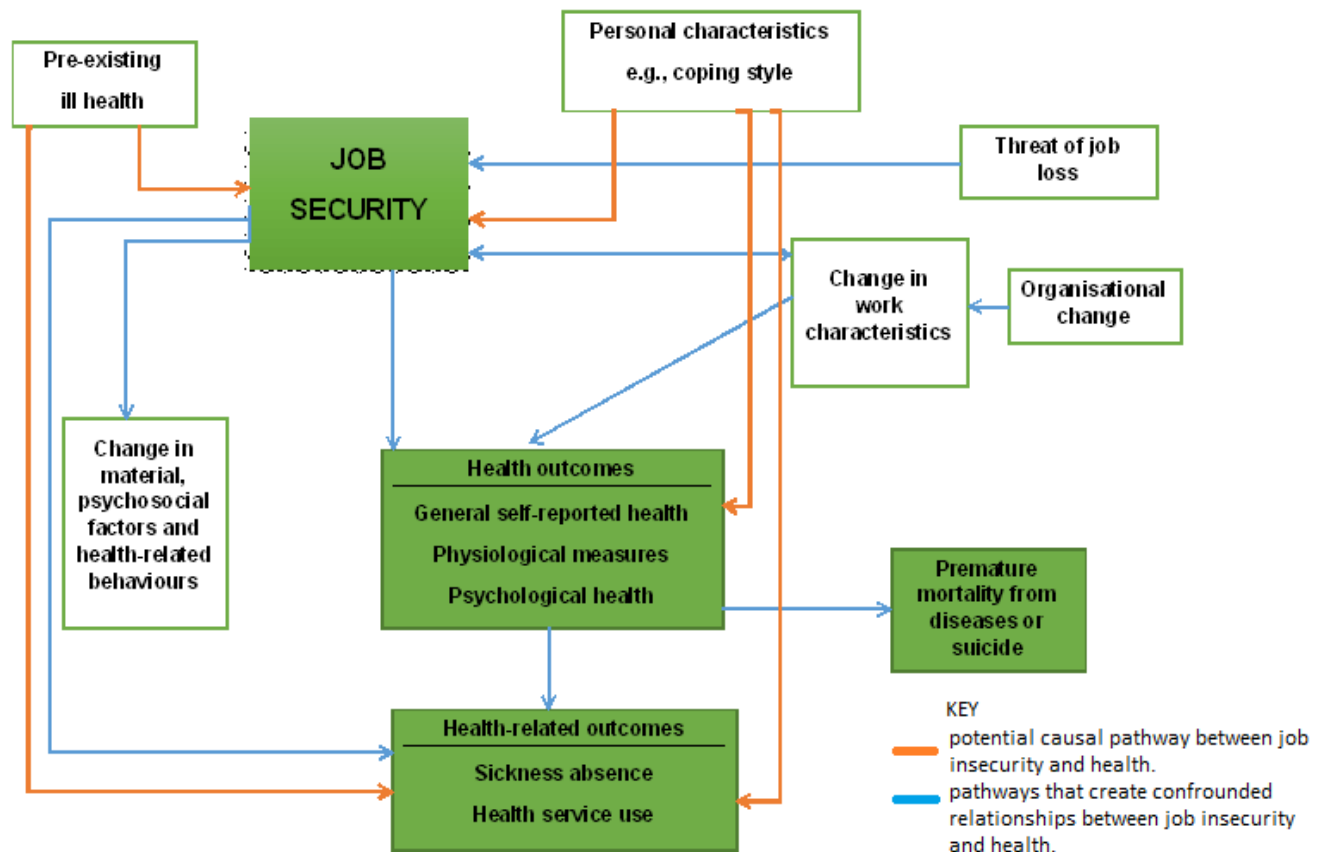 Pre-existing
ill health
Personal characteristics
e.g., coping style
JOB
SECURITY
Threat of job
loss
Change in
work
characteristics
Organisational
change
Change in
material,
psychosocial
factors and
health-related
behaviours
Health outcomes
General self-reported health
Physiological measures
Psychological health
Premature
mortality from
diseases or
suicide
Health-related outcomes
Sickness absence
Health service use
KEY
potential causal pathway between job
insecurity and health.
pathways that create confounded
relationships between job insecurity
and health.